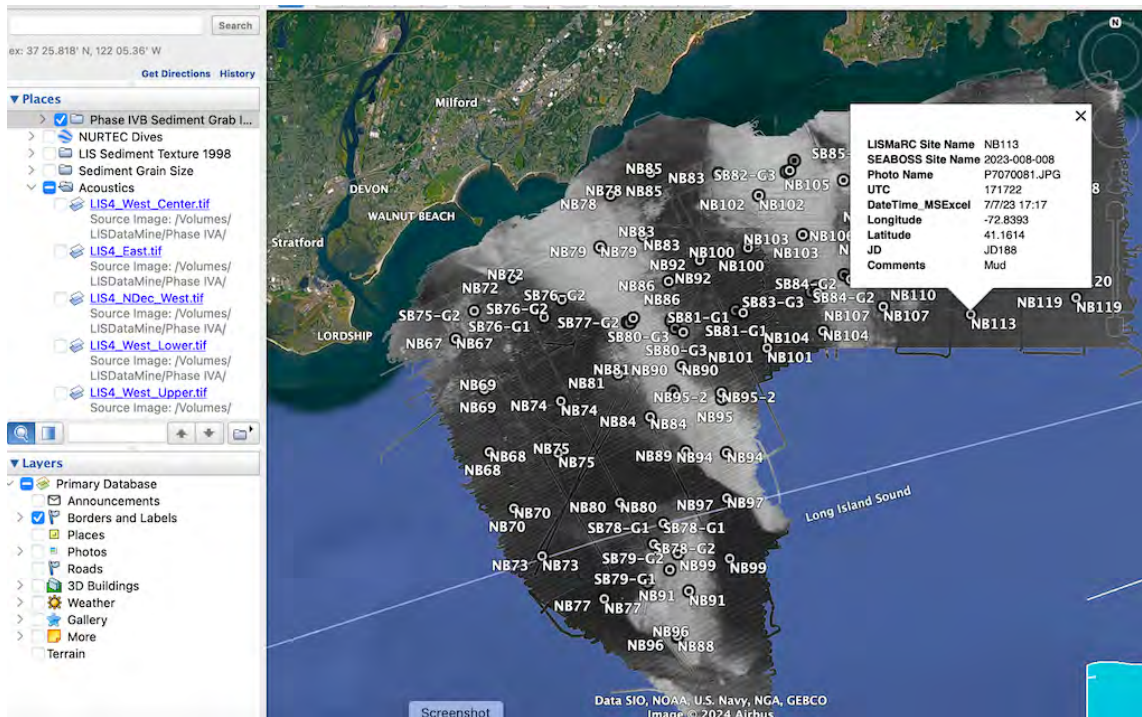 Search
ex: 37 25.818' N, 122 05.36' W
Get Directions History
▼ Places
Phase IVB Sediment Grab I...
NURTEC Dives
LIS Sediment Texture 1998
Sediment Grain Size
Acoustics
LIS4_West_Center.tif
Source Image: /Volumes/
LISDataMine/Phase IVA/
LIS4_East.tif
Source Image: /Volumes/
LISDataMine/Phase IVA/
LIS4_NDec_West.tif
Source Image: /Volumes/
LISDataMine/Phase IVA/
LIS4_West_Lower.tif
Source Image: /Volumes/
LISDataMine/Phase IVA/
LIS4_West_Upper.tif
Source Image: /Volumes/
▼ Layers
Primary Database
Announcements
Borders and Labels
Places
Photos
Roads
3D Buildings
Weather
Gallery
More
Terrain
N
Milford
DEVON
WALNUT BEACH
Stratford
LORDSHIP
LISMaRC Site Name NB113
SEABOSS Site Name 2023-008-008
Photo Name P7070081.JPG
UTC 171722
DateTime_MSExcel 7/7/23 17:17
Longitude -72.8393
Latitude 41.1614
JD JD188
Comments Mud
SB85-
NB85 NB83 SB82-G3
NB105
NB78 NB85
NB78
NB102 NB102
NB83
NB79 NB79 NB83
NB103 NB106
NB100 NB103
NB92 NB100
NB92
NB72
NB72
NB86
NB86
SB84-G2
SB84-G2
SB76-G2
SB75-G2 SB76-G2
SB76-G1
SB77-G2
SB83-G3
SB81-G1
SB81-G1
SB80-G3
SB80-G3
NB107
NB110
NB107
NB113
NB119
NB119
NB104
NB104
NB67 NB67
NB101 NB101
NB81 NB90 NB90
NB81
NB69
NB69
NB74 NB74
NB95-2 NB95-2
NB95
NB84 NB84
NB75
NB75
NB68
NB68
NB89 NB94 NB94
NB70
NB70
NB80 NB80
NB97 NB97
SB78-G1 SB78-G1
Long Island Sound
SB78-G2
SB79-G2
NB99 NB99
NB73 NB73
SB79-G1
NB91 NB91
NB77 NB77
NB96
NB96 NB88
Data SIO, NOAA, U.S. Navy, NGA, GEBCO
Image © 2024 Airbus
Screenshot